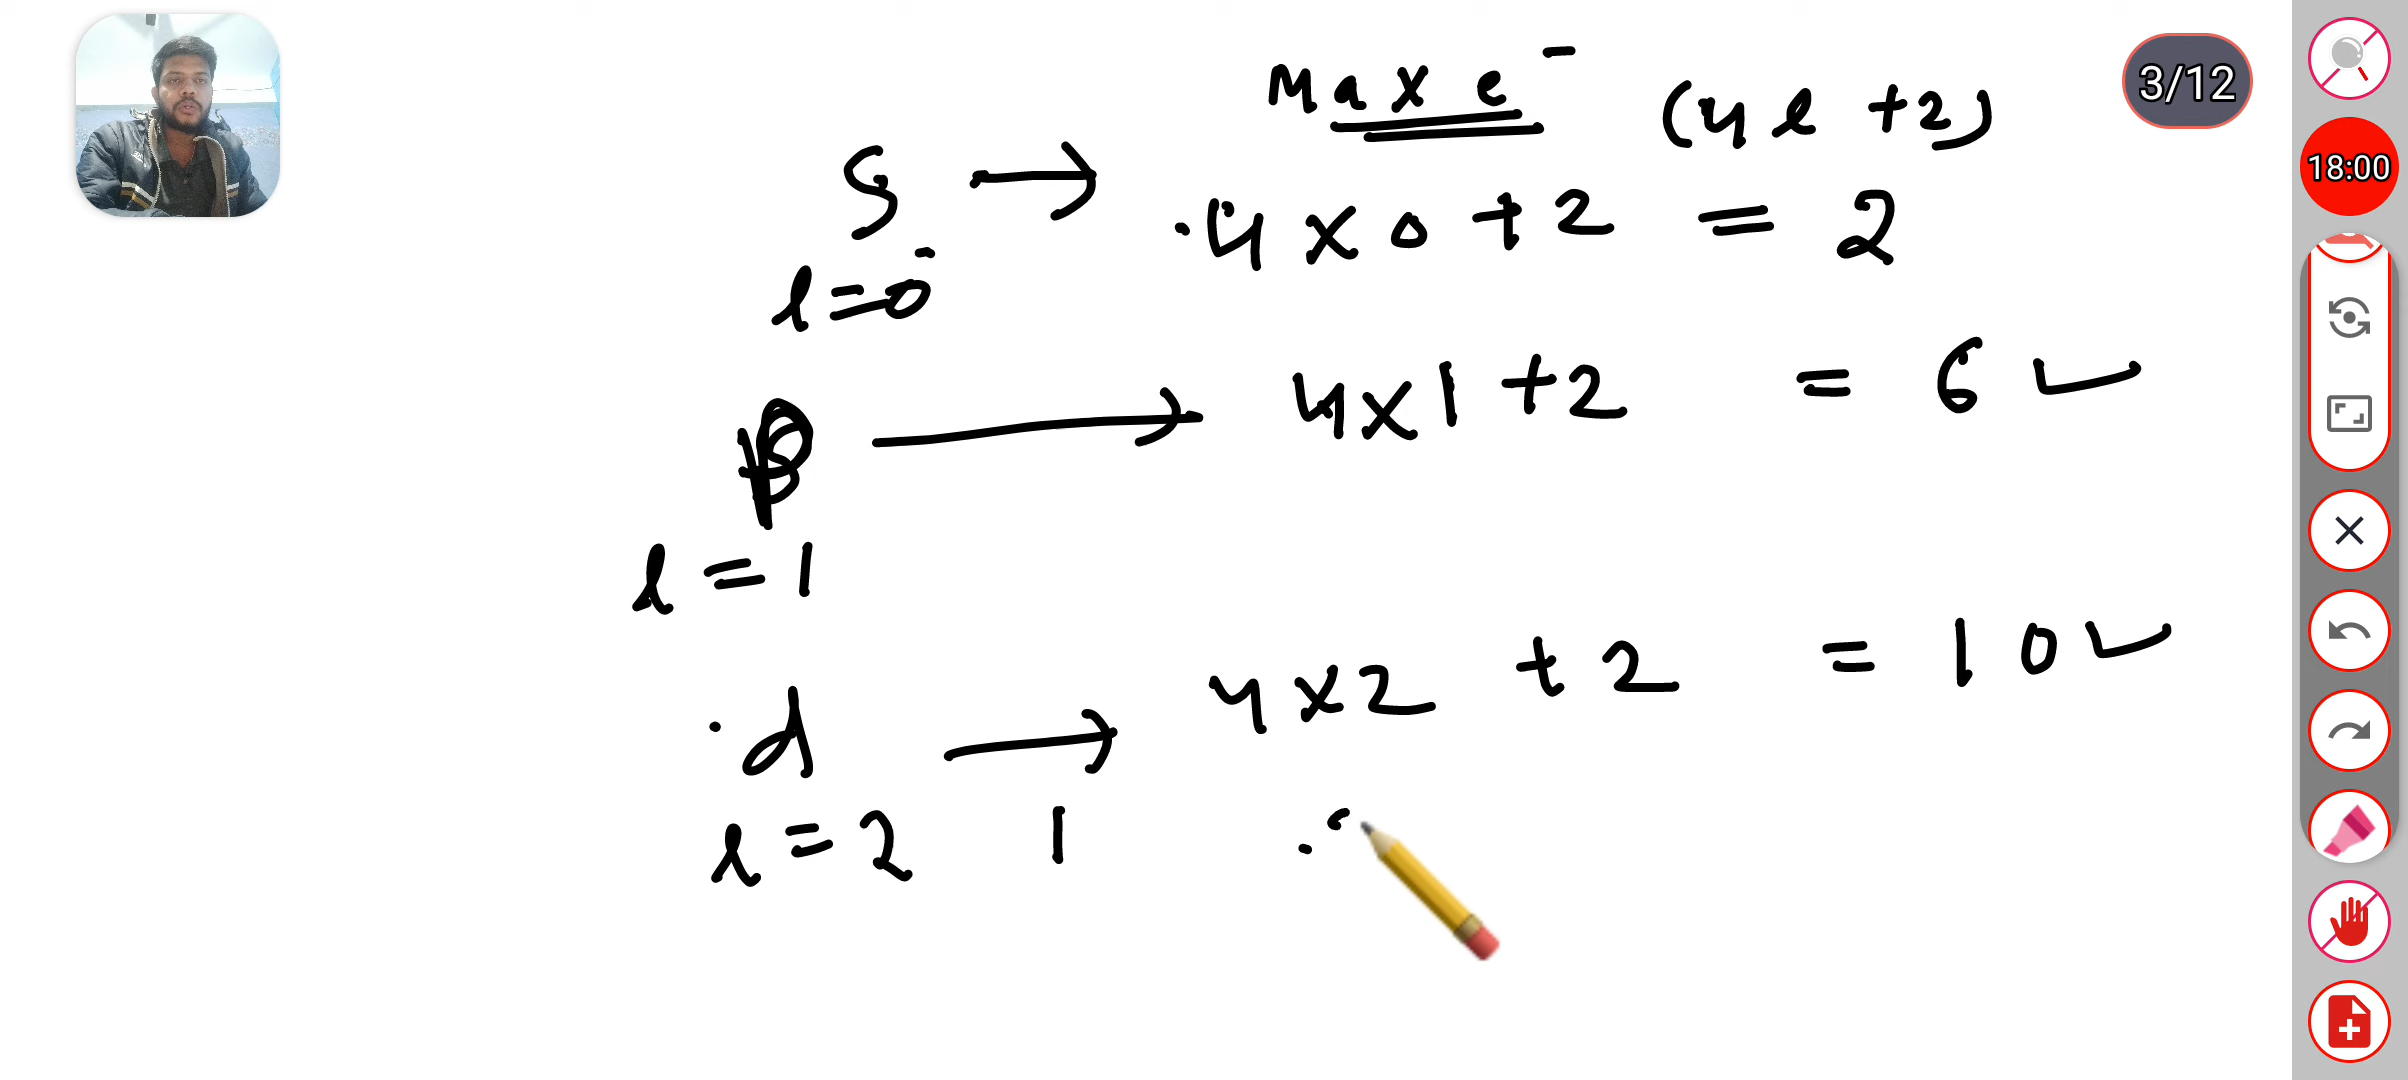 Max e⁻ (4l +2)
3/12
18:00
s → 4 x 0 + 2 = 2
l = 0
p → 4 x 1 + 2 = 6 ✓
l = 1
d → 4 x 2 + 2 = 10 ✓
l = 2 1